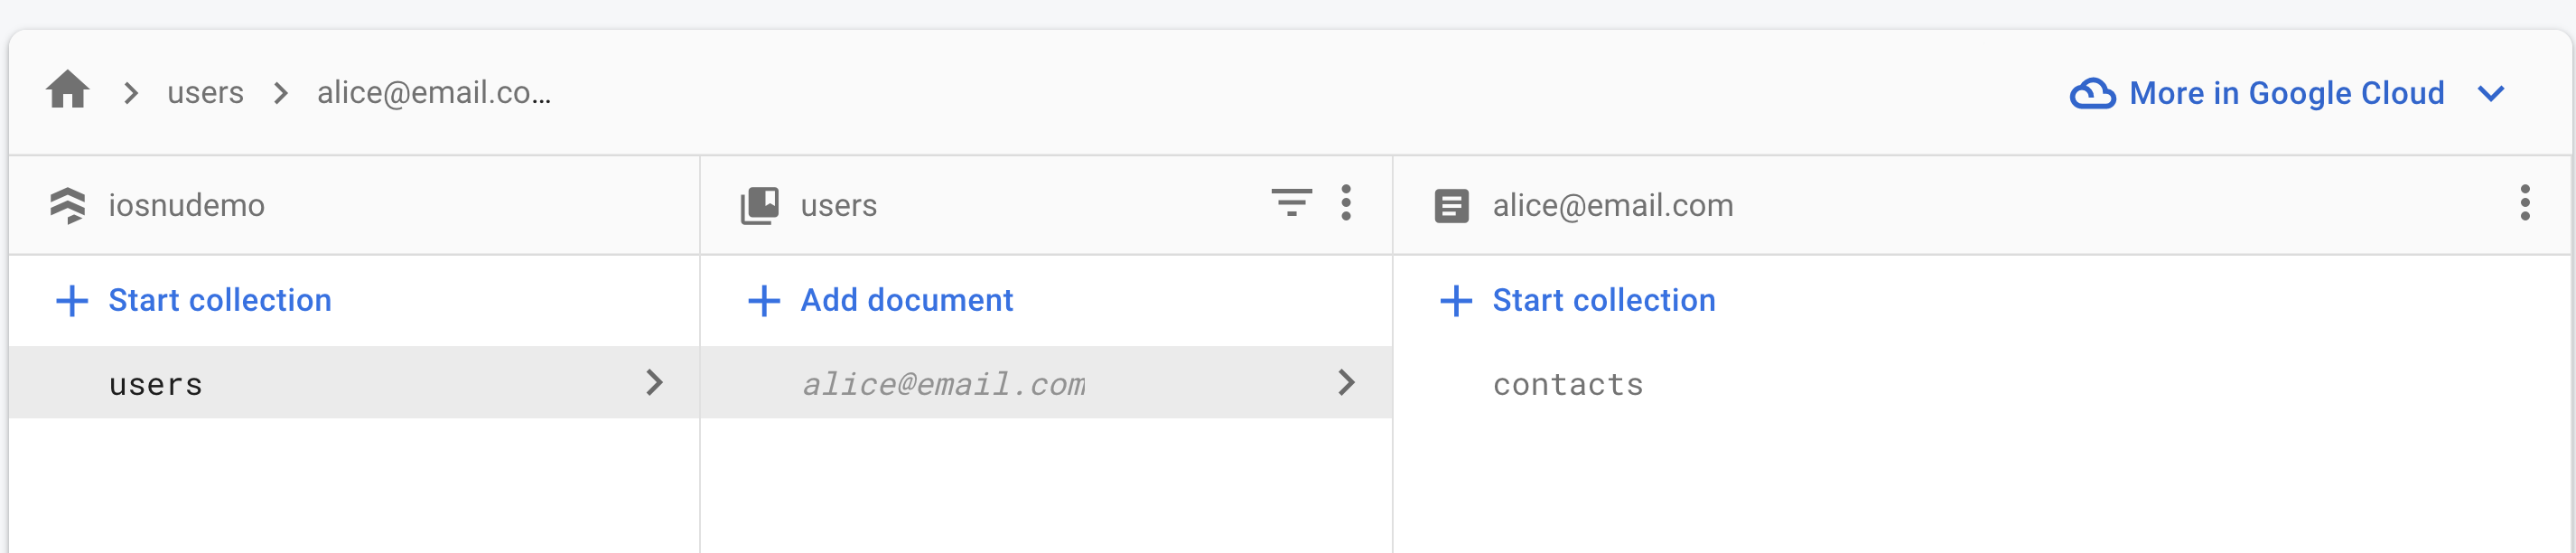 users alice@email.co... More in Google Cloud
iosnudemo users alice@email.com
Start collection Add document Start collection
users alice@email.com contacts